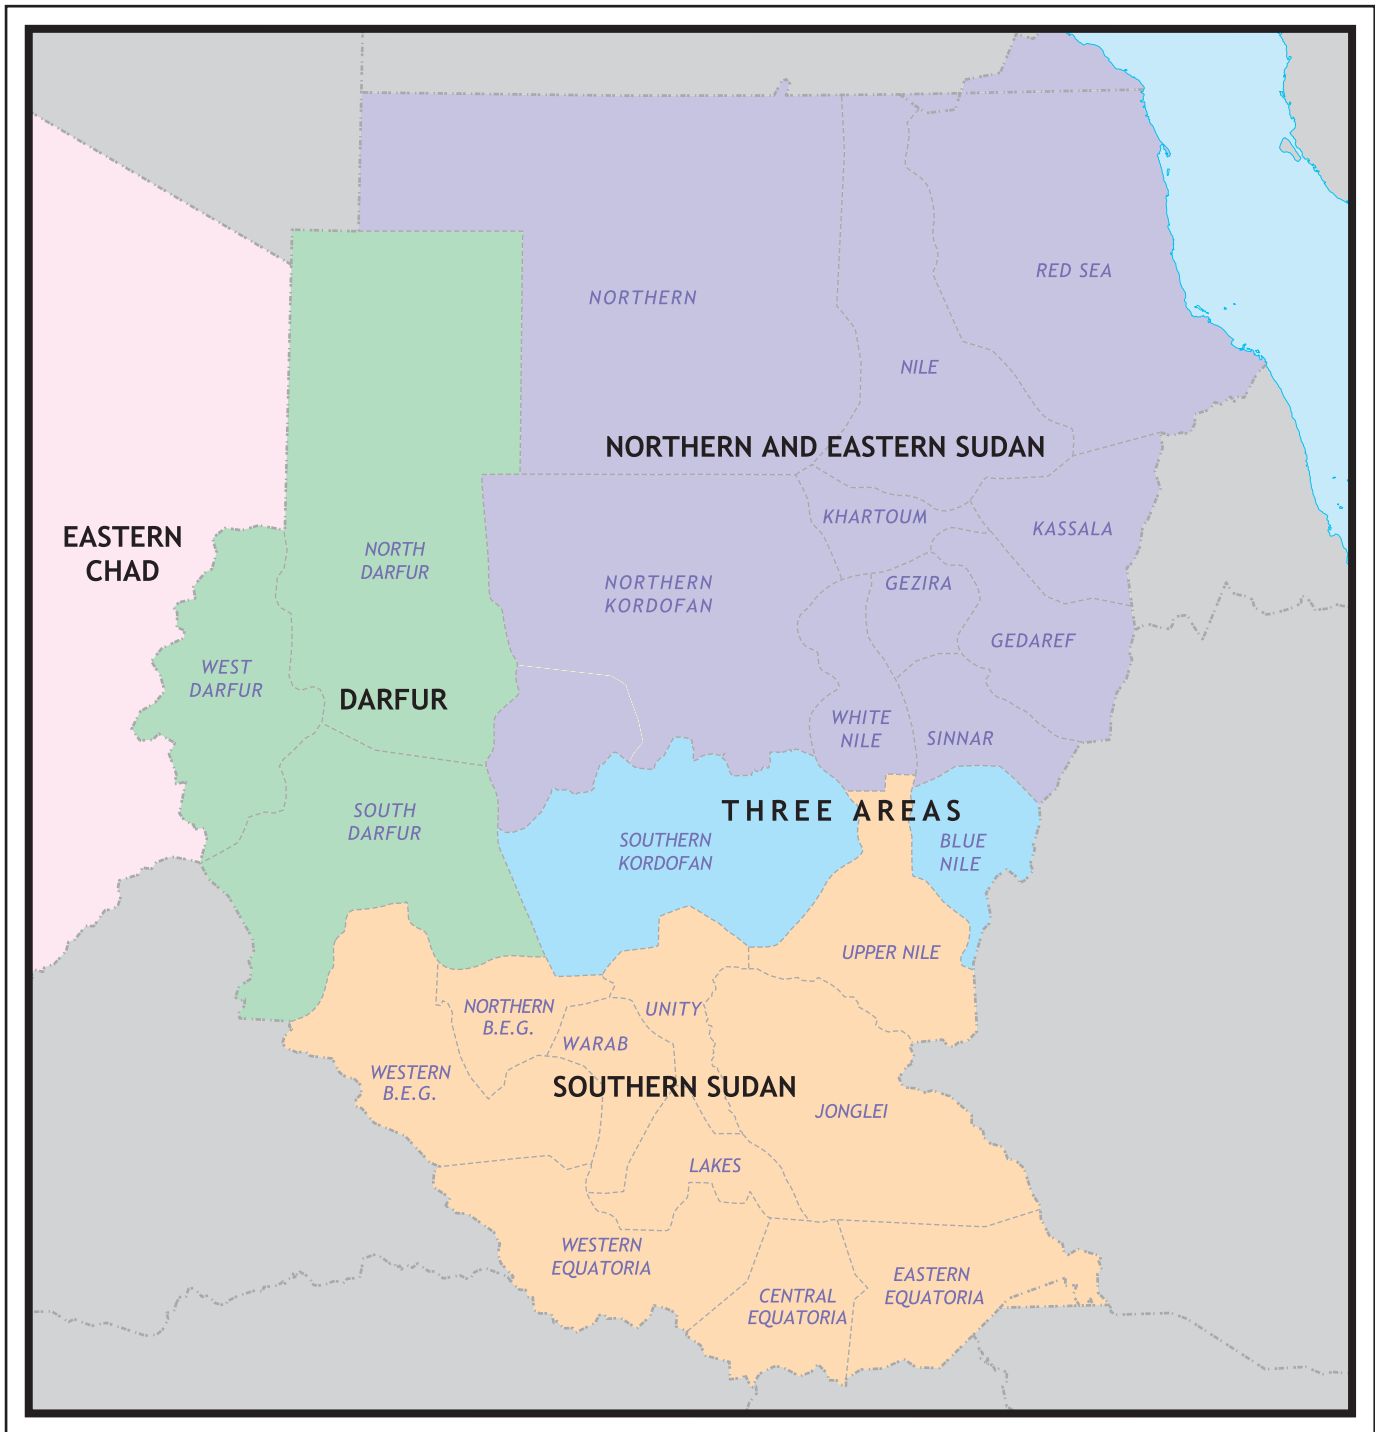 RED SEA
NORTHERN
NILE
NORTHERN AND EASTERN SUDAN
KHARTOUM
KASSALA
EASTERN
CHAD
NORTH
DARFUR
NORTHERN
KORDOFAN
GEZIRA
GEDAREF
WEST
DARFUR
DARFUR
WHITE
NILE
SINNAR
THREE AREAS
SOUTH
DARFUR
SOUTHERN
KORDOFAN
BLUE
NILE
UPPER NILE
NORTHERN
B.E.G.
UNITY
WARAB
WESTERN
B.E.G.
SOUTHERN SUDAN
JONGLEI
LAKES
WESTERN
EQUATORIA
CENTRAL
EQUATORIA
EASTERN
EQUATORIA